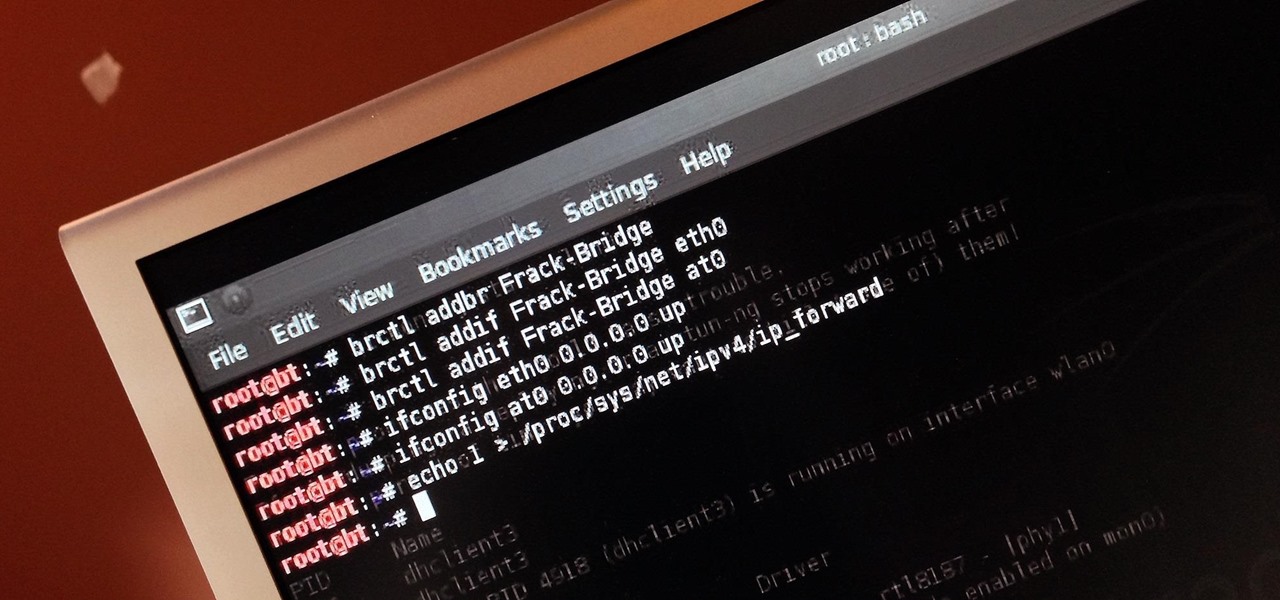 root : bash
File Edit View Bookmarks Settings Help
root@bt:~# brctl addbr Frack-Bridge
root@bt:~# brctl addif Frack-Bridge eth0
root@bt:~# brctl addif Frack-Bridge at0
root@bt:~# ifconfig eth0 0.0.0.0 up
root@bt:~# ifconfig at0 0.0.0.0 up
root@bt:~# echo 1 > /proc/sys/net/ipv4/ip_forward
root@bt:~#
trouble,
tun-ng stops working after
of) them!
PID Name
dhclient3
dhclient3
PID 4918 (dhclient3) is running on interface wlan0
Driver
rtl8187 - [phy1]
enabled on mon0)